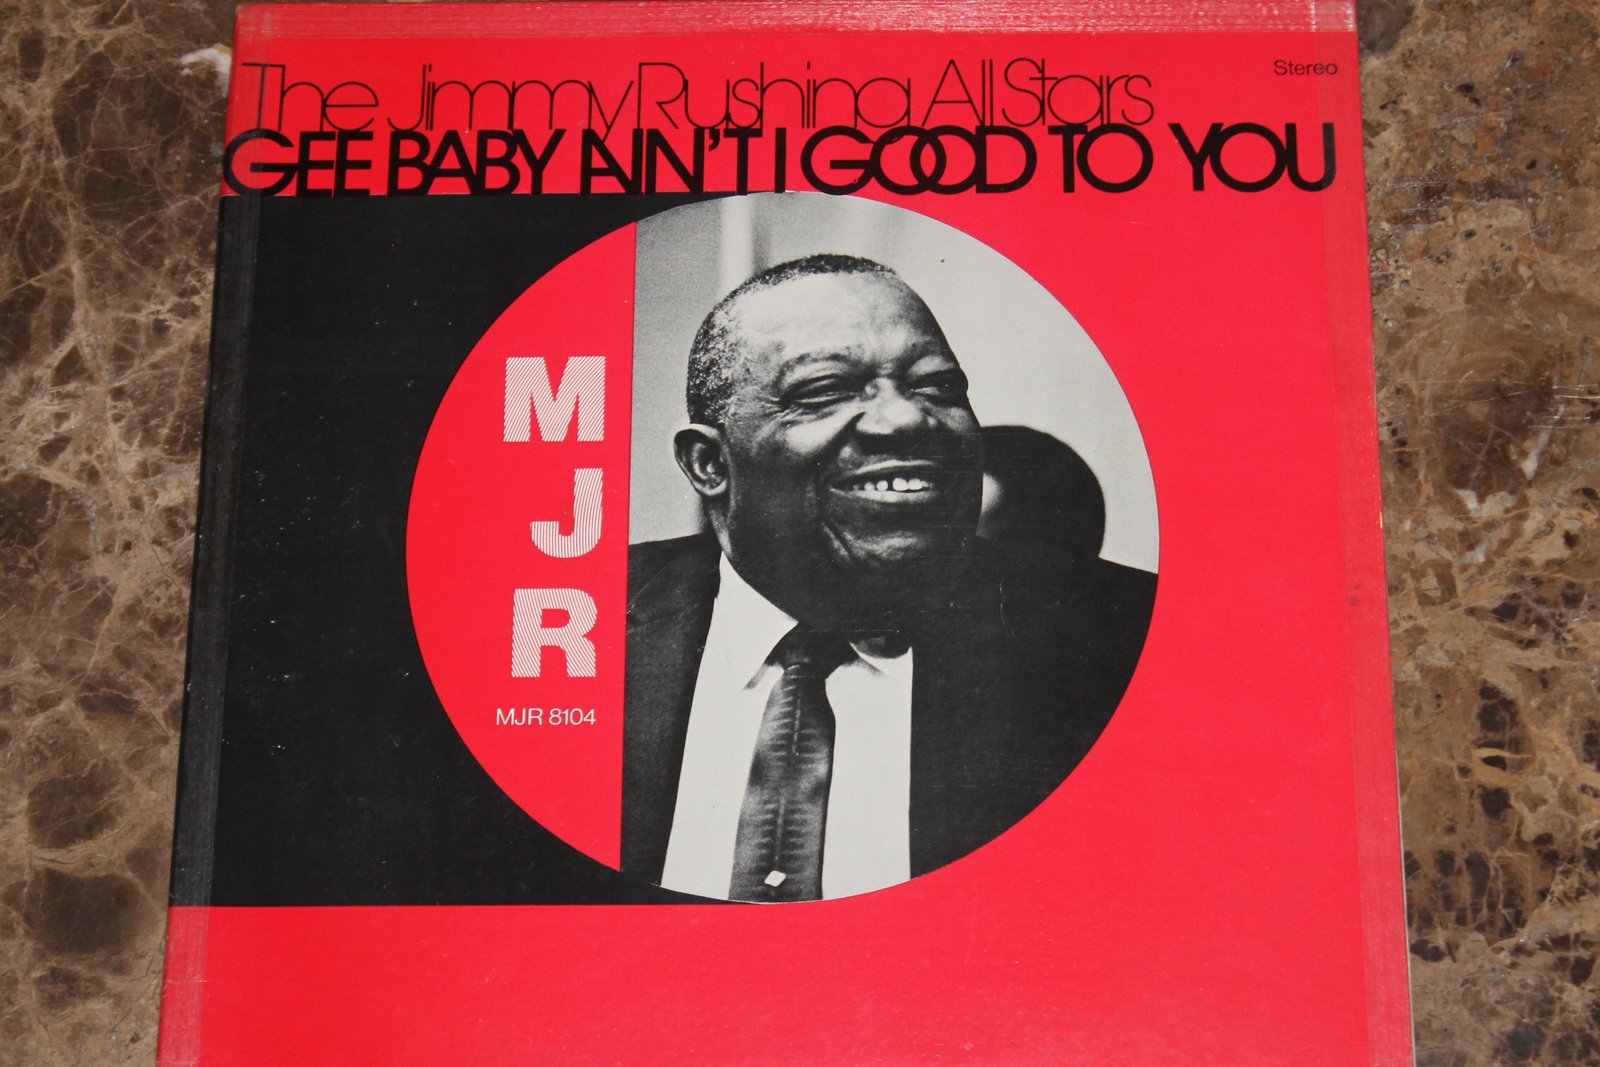 The Jimmy Rushing All Stars
Stereo
GEE BABY AIN'T I GOOD TO YOU
M
J
R
MJR 8104